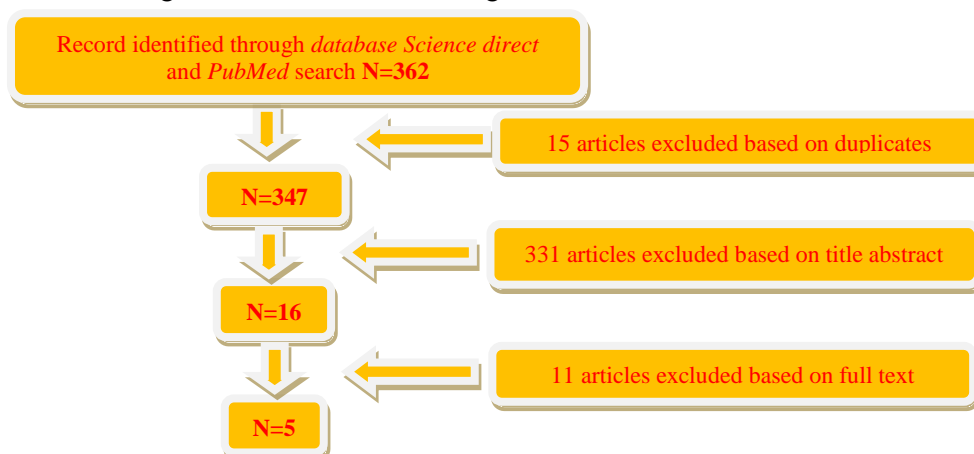 Record identified through database Science direct
and PubMed search N=362
15 articles excluded based on duplicates
N=347
331 articles excluded based on title abstract
N=16
11 articles excluded based on full text
N=5